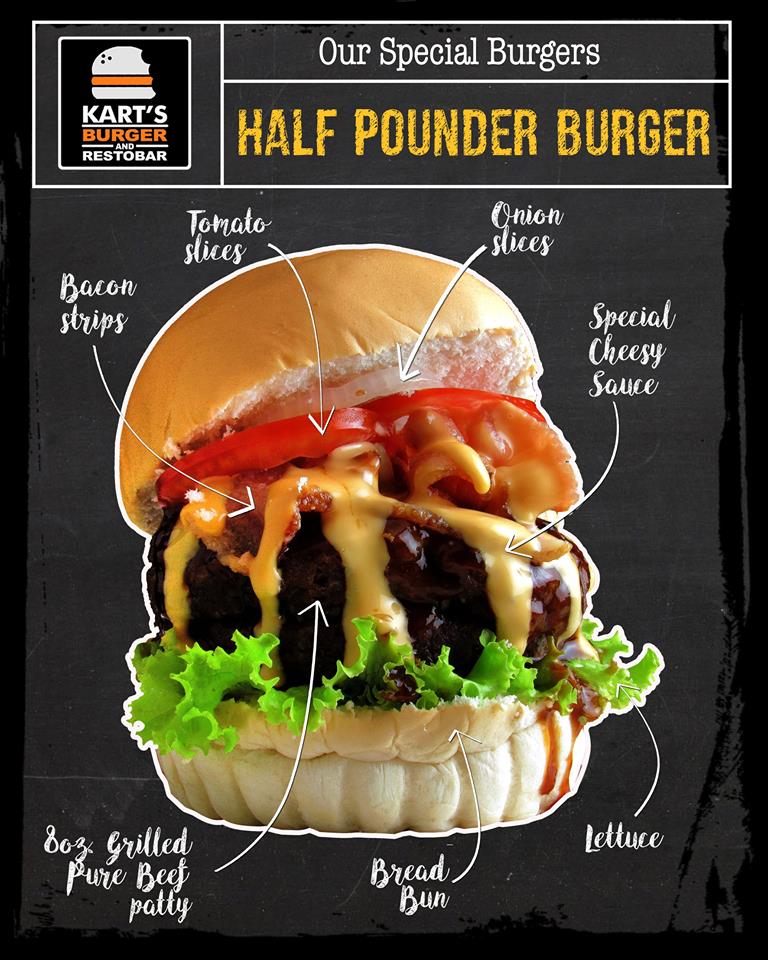 Our Special Burgers
KART'S
BURGER
AND
RESTOBAR
HALF POUNDER BURGER
Tomato
slices
Onion
slices
Bacon
strips
Special
Cheesy
Sauce
8oz. Grilled
Pure Beef
patty
Bread
Bun
Lettuce